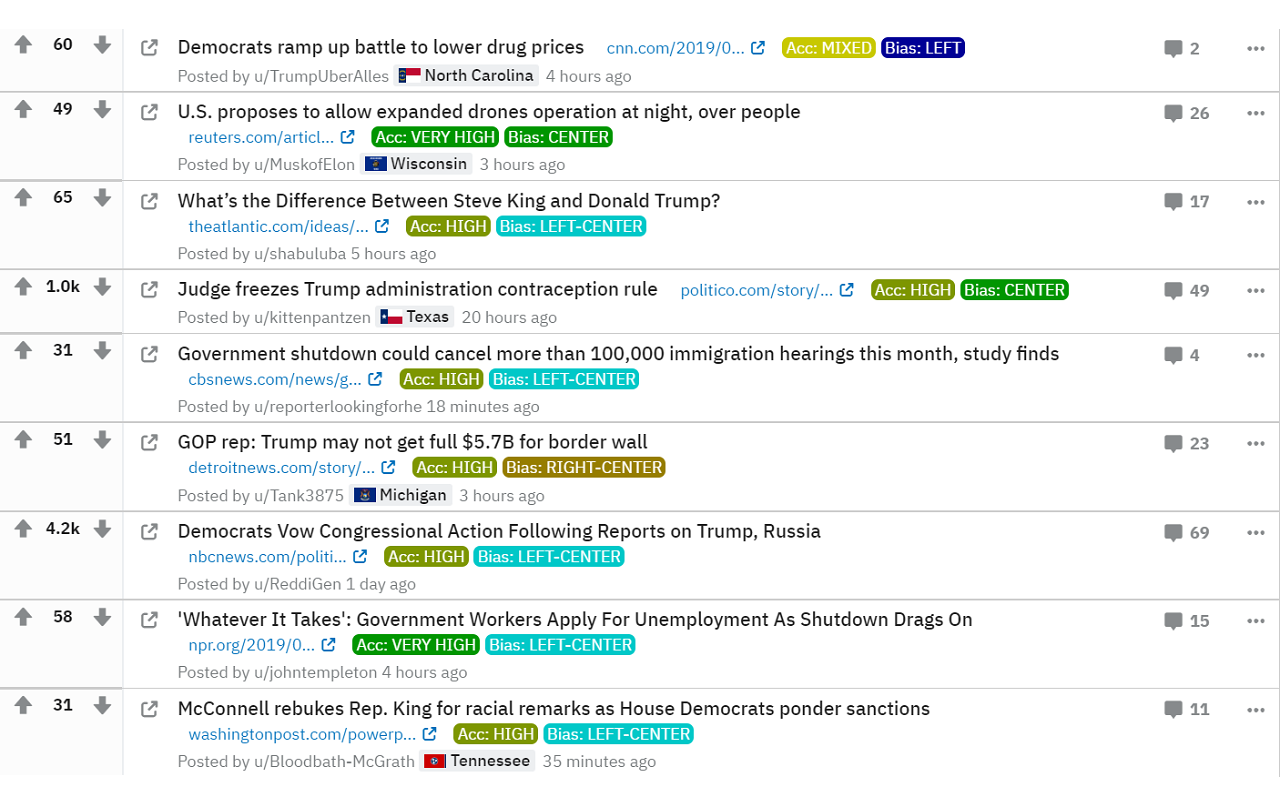 60 Democrats ramp up battle to lower drug prices cnn.com/2019/0... Acc: MIXED Bias: LEFT 2
Posted by u/TrumpUberAlles North Carolina 4 hours ago
49 U.S. proposes to allow expanded drones operation at night, over people 26
reuters.com/articl... Acc: VERY HIGH Bias: CENTER
Posted by u/MuskofElon Wisconsin 3 hours ago
65 What’s the Difference Between Steve King and Donald Trump? 17
theatlantic.com/ideas/... Acc: HIGH Bias: LEFT-CENTER
Posted by u/shabuluba 5 hours ago
1.0k Judge freezes Trump administration contraception rule politico.com/story/... Acc: HIGH Bias: CENTER 49
Posted by u/kittenpantzen Texas 20 hours ago
31 Government shutdown could cancel more than 100,000 immigration hearings this month, study finds 4
cbsnews.com/news/g... Acc: HIGH Bias: LEFT-CENTER
Posted by u/reporterlookingforhe 18 minutes ago
51 GOP rep: Trump may not get full $5.7B for border wall 23
detroitnews.com/story/... Acc: HIGH Bias: RIGHT-CENTER
Posted by u/Tank3875 Michigan 3 hours ago
4.2k Democrats Vow Congressional Action Following Reports on Trump, Russia 69
nbcnews.com/politi... Acc: HIGH Bias: LEFT-CENTER
Posted by u/ReddiGen 1 day ago
58 'Whatever It Takes': Government Workers Apply For Unemployment As Shutdown Drags On 15
npr.org/2019/0... Acc: VERY HIGH Bias: LEFT-CENTER
Posted by u/johntempleton 4 hours ago
31 McConnell rebukes Rep. King for racial remarks as House Democrats ponder sanctions 11
washingtonpost.com/powerp... Acc: HIGH Bias: LEFT-CENTER
Posted by u/Bloodbath-McGrath Tennessee 35 minutes ago